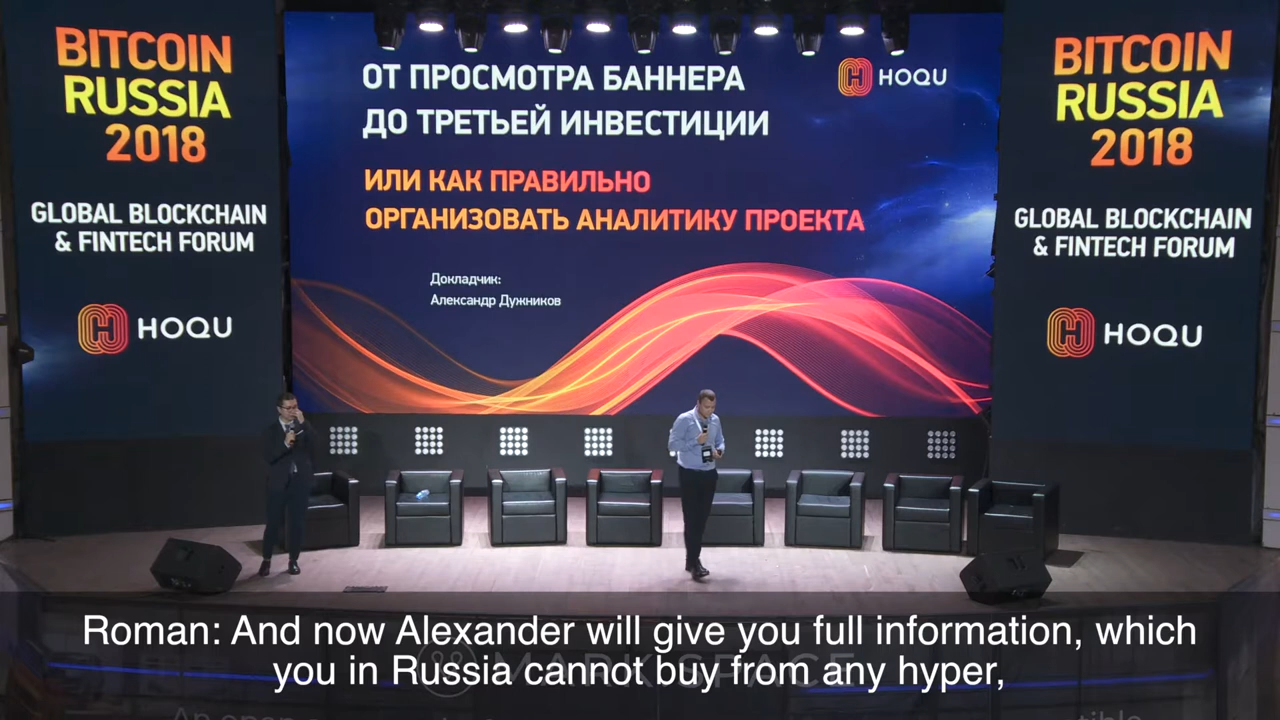 BITCOIN
RUSSIA
2018
GLOBAL BLOCKCHAIN
& FINTECH FORUM
HOQU
ОТ ПРОСМОТРА БАННЕРА
ДО ТРЕТЬЕЙ ИНВЕСТИЦИИ
HOQU
ИЛИ КАК ПРАВИЛЬНО
ОРГАНИЗОВАТЬ АНАЛИТИКУ ПРОЕКТА
Докладчик:
Александр Дужников
BITCOIN
RUSSIA
2018
GLOBAL BLOCKCHAIN
& FINTECH FORUM
HOQU
Roman: And now Alexander will give you full information, which
you in Russia cannot buy from any hyper,
MARK.SPACE